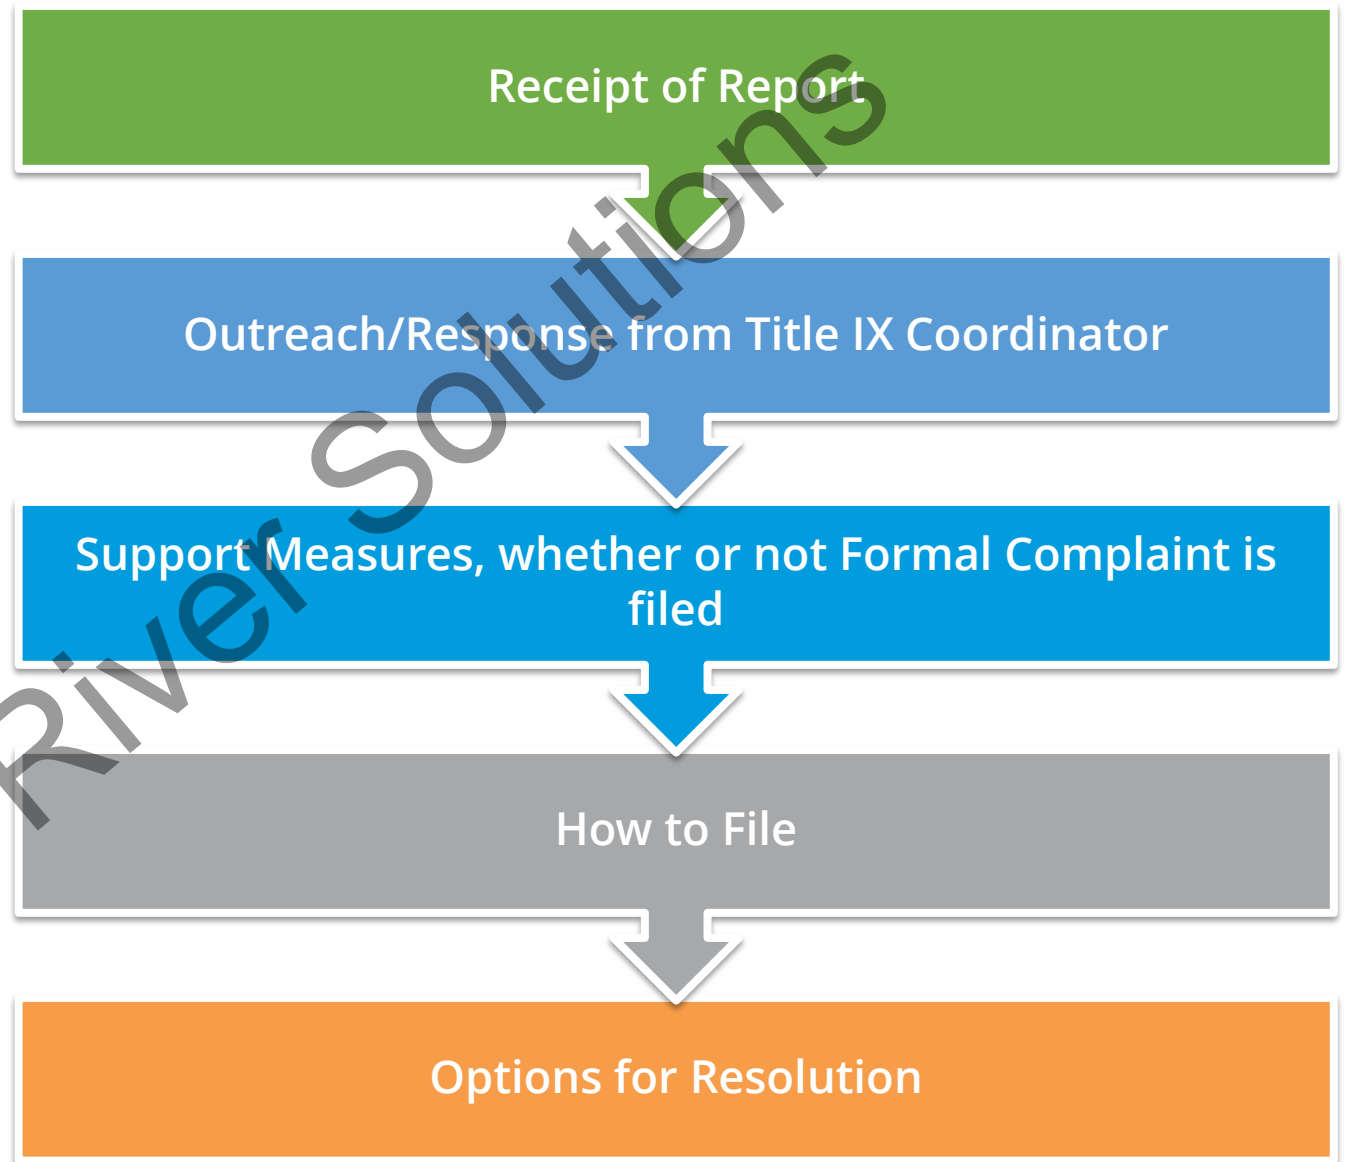 Receipt of Report
Outreach/Response from Title IX Coordinator
Support Measures, whether or not Formal Complaint is
filed
How to File
Options for Resolution
River Solutions